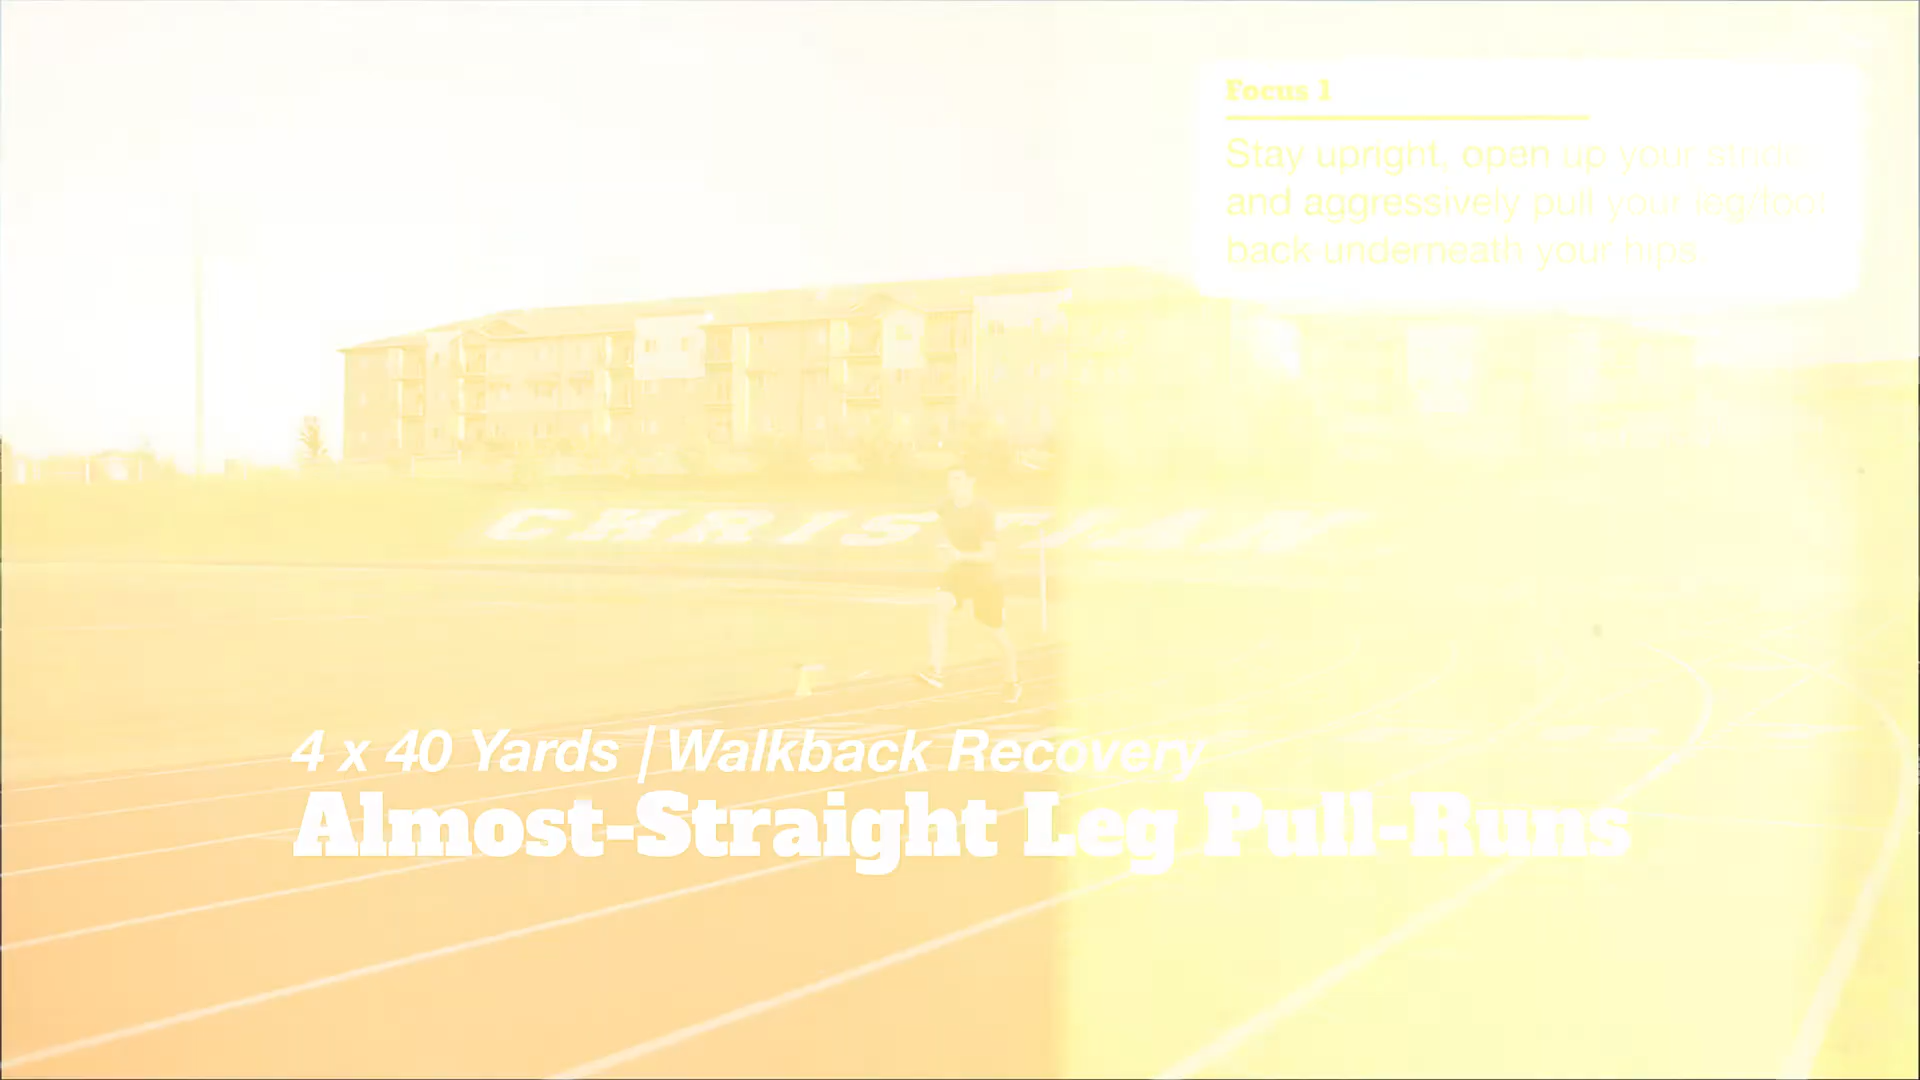 Focus 1
Stay upright, open up your stride
and aggressively pull your leg/foot
back underneath your hips.
CHRISTIAN
4 x 40 Yards | Walkback Recovery
Almost-Straight Leg Pull-Runs